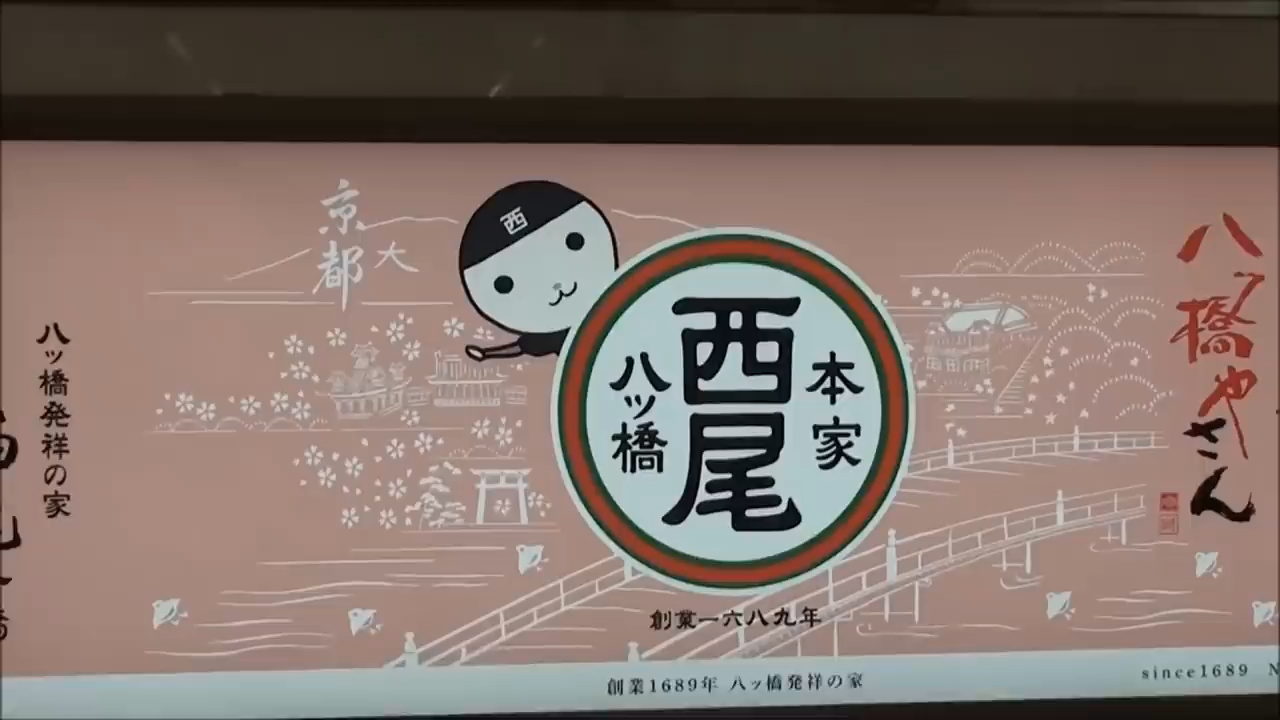 京都
大
西
本家
西尾
八ッ橋
創業一六八九年
八ッ橋やさん
八ッ橋発祥の家
創業1689年 八ッ橋発祥の家
since1689 N